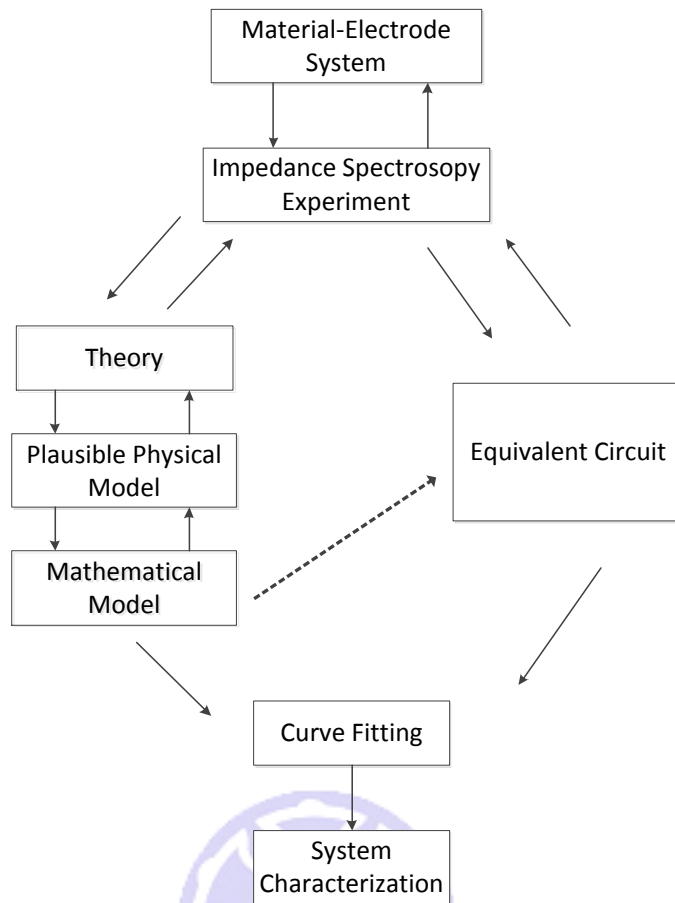 Material-Electrode
System
Impedance Spectrosopy
Experiment
Theory
Plausible Physical
Model
Equivalent Circuit
Mathematical
Model
Curve Fitting
System
Characterization